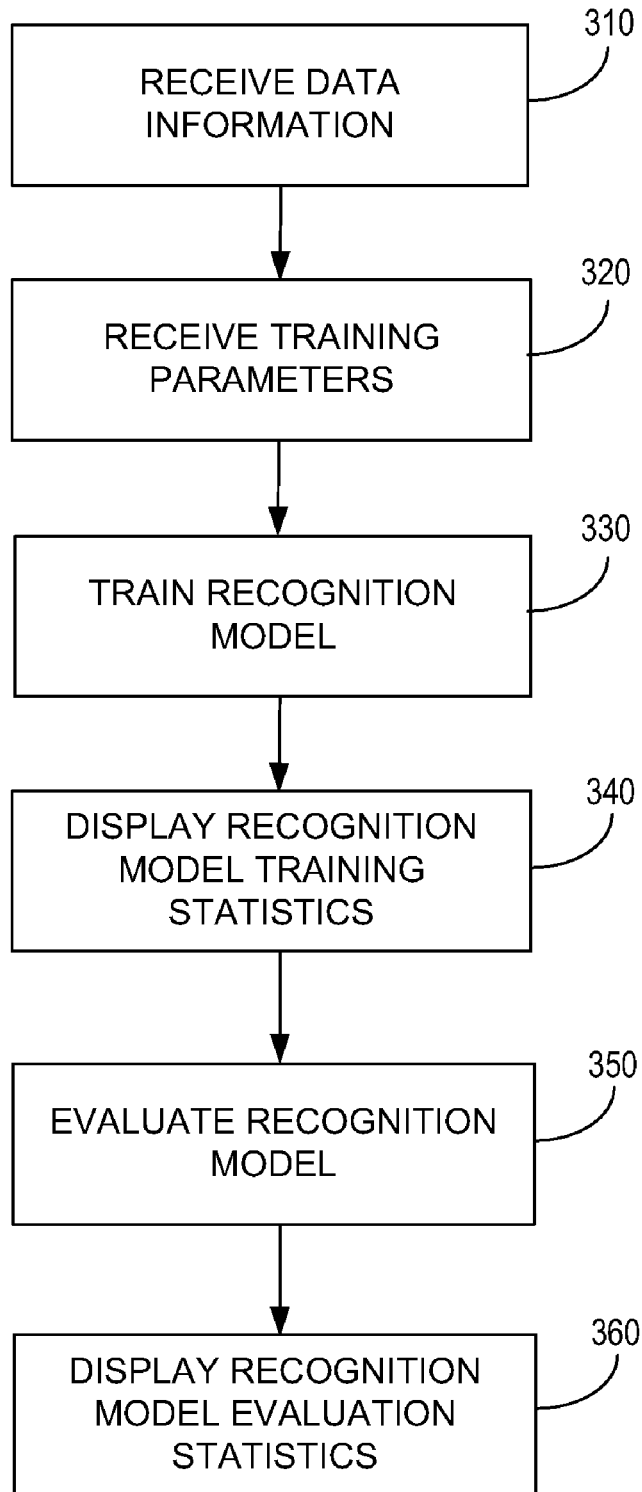 310
RECEIVE DATA
INFORMATION
320
RECEIVE TRAINING
PARAMETERS
330
TRAIN RECOGNITION
MODEL
340
DISPLAY RECOGNITION
MODEL TRAINING
STATISTICS
350
EVALUATE RECOGNITION
MODEL
360
DISPLAY RECOGNITION
MODEL EVALUATION
STATISTICS